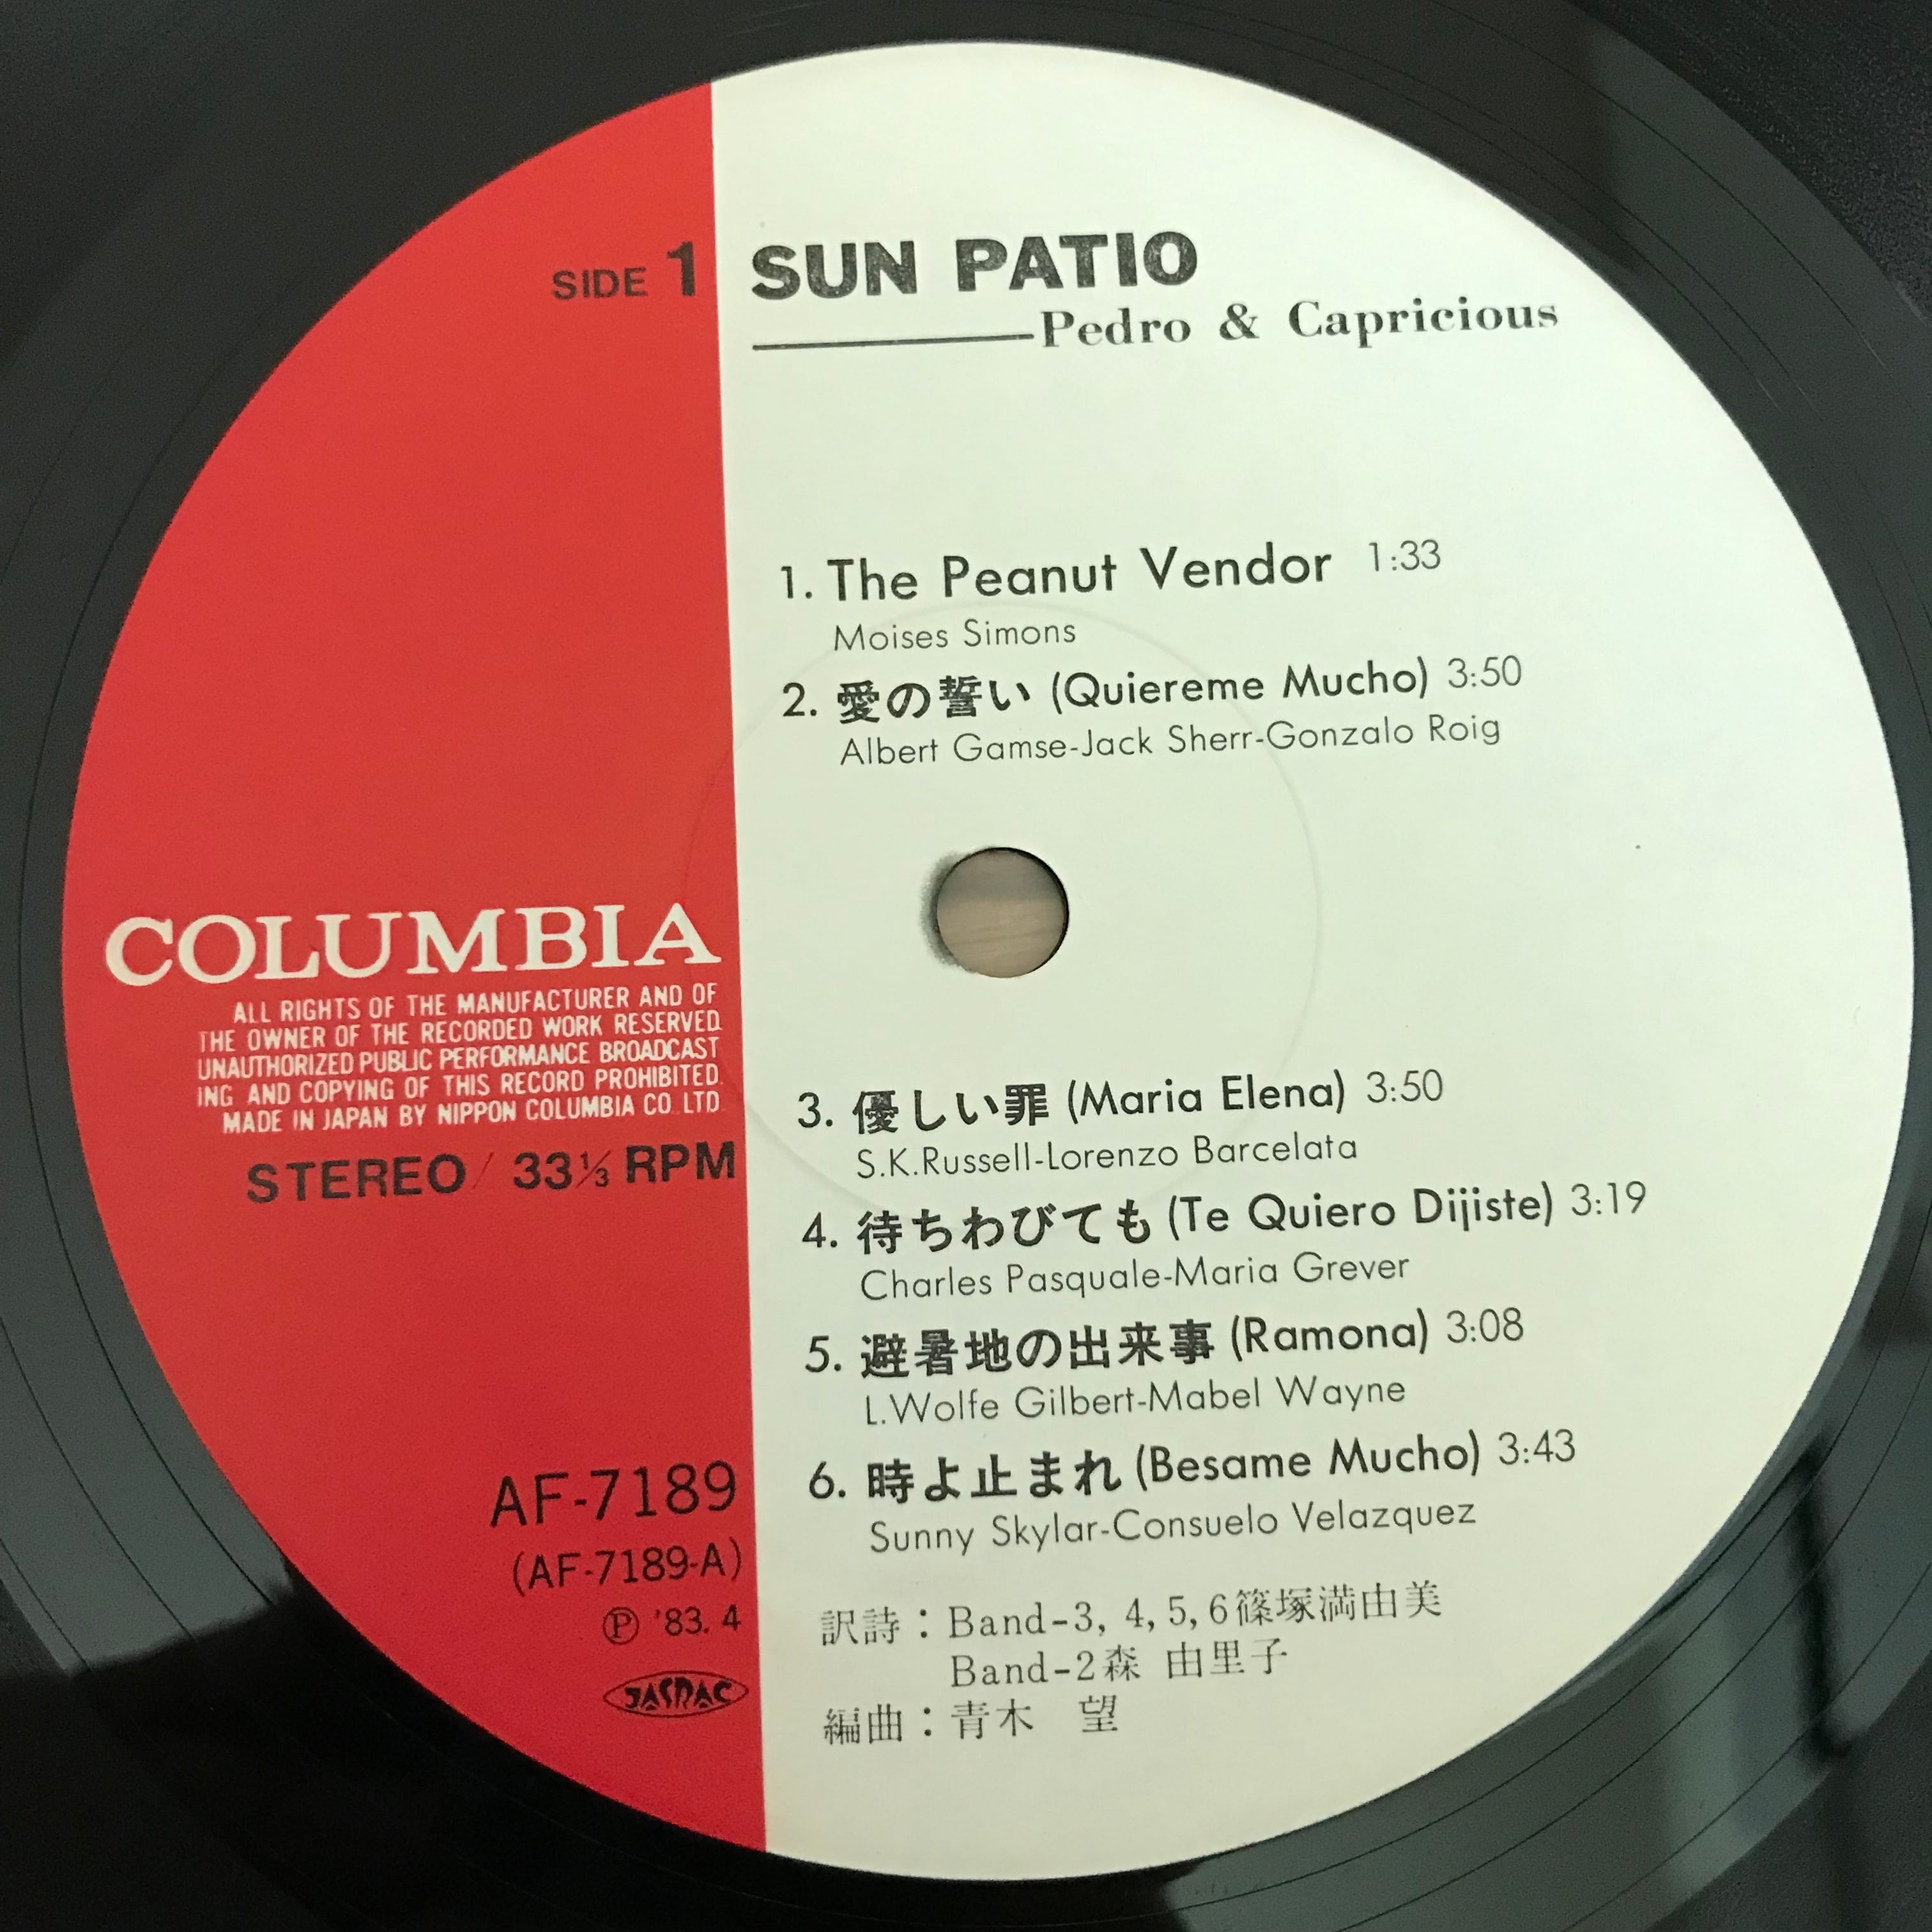 SIDE 1
SUN PATIO
Pedro & Capricious
1. The Peanut Vendor 1:33
Moises Simons
2. 愛の誓い (Quiereme Mucho) 3:50
Albert Gamse-Jack Sherr-Gonzalo Roig
COLUMBIA
ALL RIGHTS OF THE MANUFACTURER AND OF
THE OWNER OF THE RECORDED WORK RESERVED
UNAUTHORIZED PUBLIC PERFORMANCE BROADCAST
ING AND COPYING OF THIS RECORD PROHIBITED.
MADE IN JAPAN BY NIPPON COLUMBIA CO. LTD.
STEREO / 33⅓ RPM
3. 優しい罪 (Maria Elena) 3:50
S.K.Russell-Lorenzo Barcelata
4. 待ちわびても (Te Quiero Dijiste) 3:19
Charles Pasquale-Maria Grever
5. 避暑地の出来事 (Ramona) 3:08
L.Wolfe Gilbert-Mabel Wayne
6. 時よ止まれ (Besame Mucho) 3:43
Sunny Skylar-Consuelo Velazquez
AF-7189
(AF-7189-A)
Ⓟ '83. 4
JASRAC
訳詩：Band-3, 4, 5, 6篠塚満由美
Band-2森 由里子
編曲：青木 望